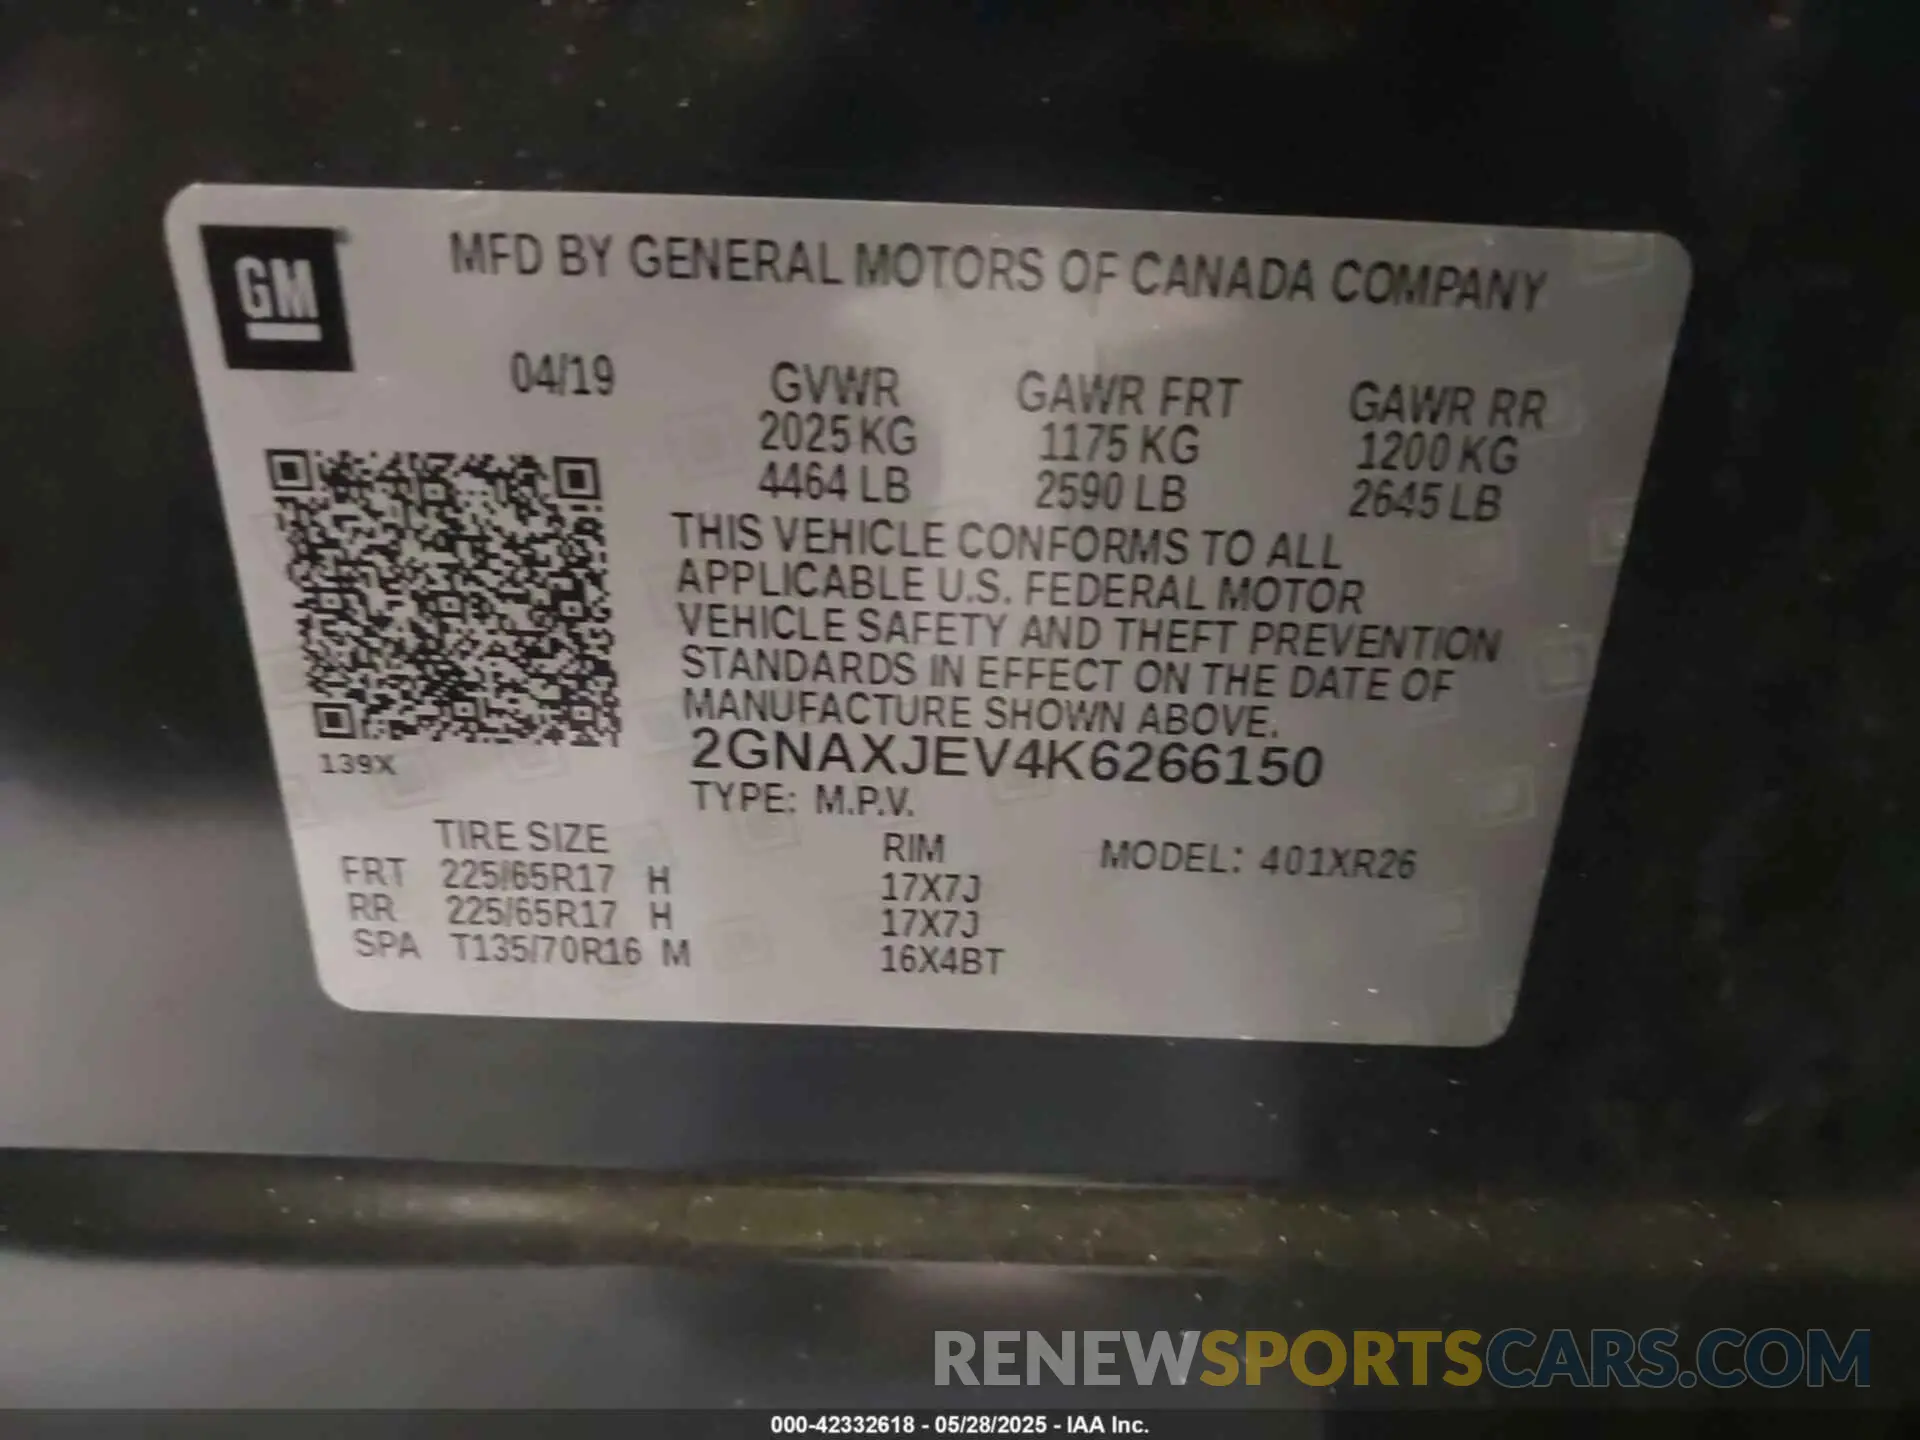 GM
MFD BY GENERAL MOTORS OF CANADA COMPANY
04/19
GVWR
2025 KG
4464 LB
GAWR FRT
1175 KG
2590 LB
GAWR RR
1200 KG
2645 LB
THIS VEHICLE CONFORMS TO ALL
APPLICABLE U.S. FEDERAL MOTOR
VEHICLE SAFETY AND THEFT PREVENTION
STANDARDS IN EFFECT ON THE DATE OF
MANUFACTURE SHOWN ABOVE.
2GNAXJEV4K6266150
139X
TYPE: M.P.V.
TIRE SIZE RIM MODEL: 401XR26
FRT 225/65R17 H 17X7J
RR 225/65R17 H 17X7J
SPA T135/70R16 M 16X4BT
RENEWSPORTSCARS.COM
000-42332618 - 05/28/2025 - IAA Inc.